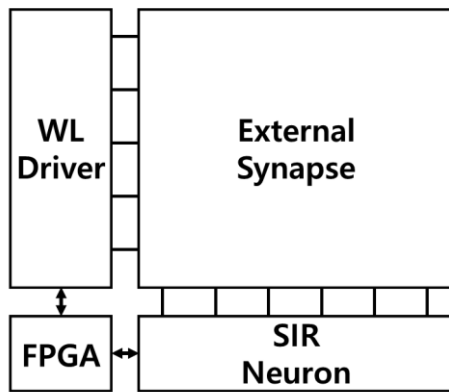 WL
Driver
External
Synapse
FPGA
SIR
Neuron